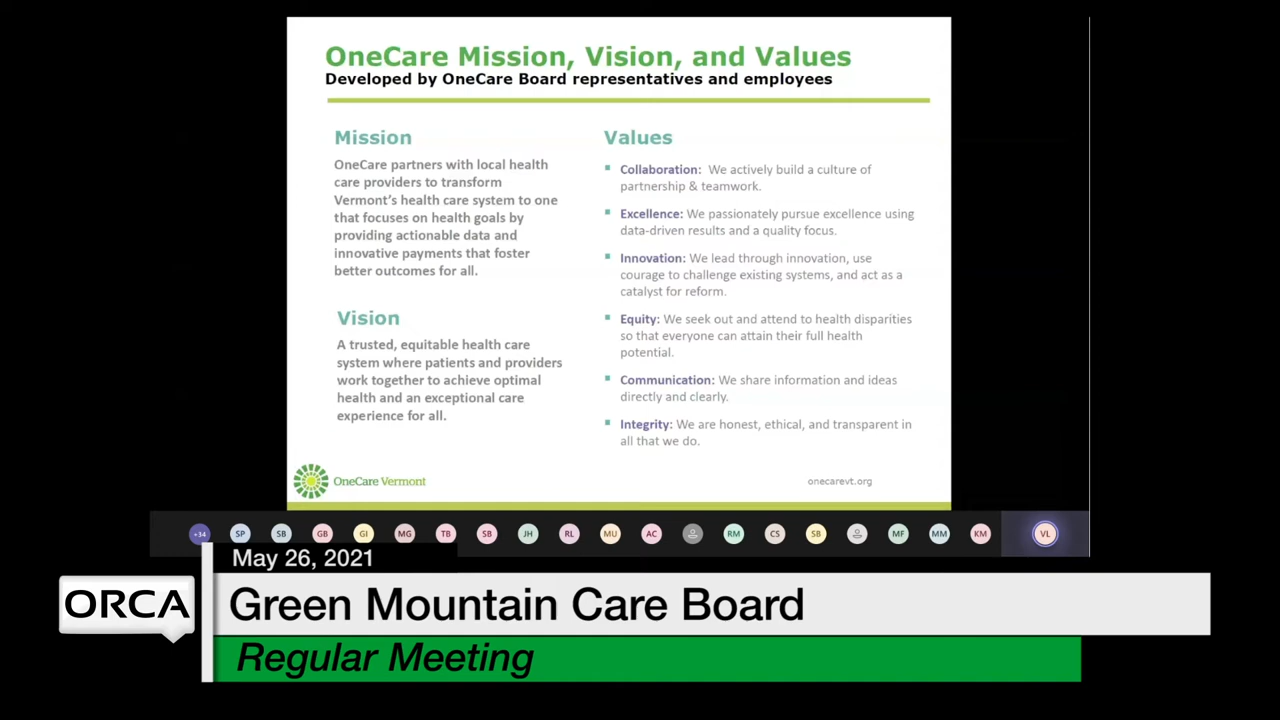 OneCare Mission, Vision, and Values
Developed by OneCare Board representatives and employees
Mission
OneCare partners with local health
care providers to transform
Vermont's health care system to one
that focuses on health goals by
providing actionable data and
innovative payments that foster
better outcomes for all.
Vision
A trusted, equitable health care
system where patients and providers
work together to achieve optimal
health and an exceptional care
experience for all.
Values
Collaboration: We actively build a culture of
partnership & teamwork.
Excellence: We passionately pursue excellence using
data-driven results and a quality focus.
Innovation: We lead through innovation, use
courage to challenge existing systems, and act as a
catalyst for reform.
Equity: We seek out and attend to health disparities
so that everyone can attain their full health
potential.
Communication: We share information and ideas
directly and clearly.
Integrity: We are honest, ethical, and transparent in
all that we do.
OneCare Vermont
onecarevt.org
+34 SP SB GB GI MG TB SB JH RL MU AC RM CS SB MF MM KM VL
May 26, 2021
ORCA
Green Mountain Care Board
Regular Meeting